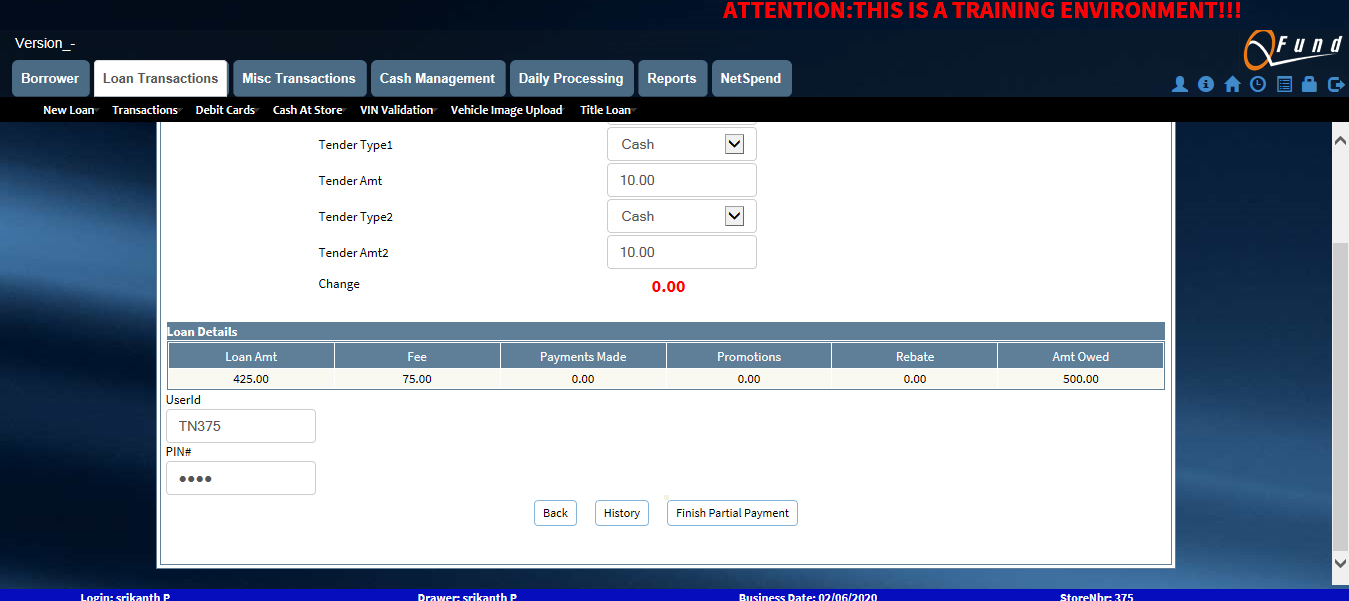 ATTENTION:THIS IS A TRAINING ENVIRONMENT!!!
Version_-
QFund
Borrower Loan Transactions Misc Transactions Cash Management Daily Processing Reports NetSpend
New Loan Transactions Debit Cards Cash At Store VIN Validation Vehicle Image Upload Title Loan
Tender Type1 Cash
Tender Amt 10.00
Tender Type2 Cash
Tender Amt2 10.00
Change 0.00
Loan Details
Loan Amt Fee Payments Made Promotions Rebate Amt Owed
425.00 75.00 0.00 0.00 0.00 500.00
UserId
TN375
PIN#
●●●●
Back History Finish Partial Payment
Login: srikanth P Drawer: srikanth P Business Date: 02/06/2020 StoreNbr: 375